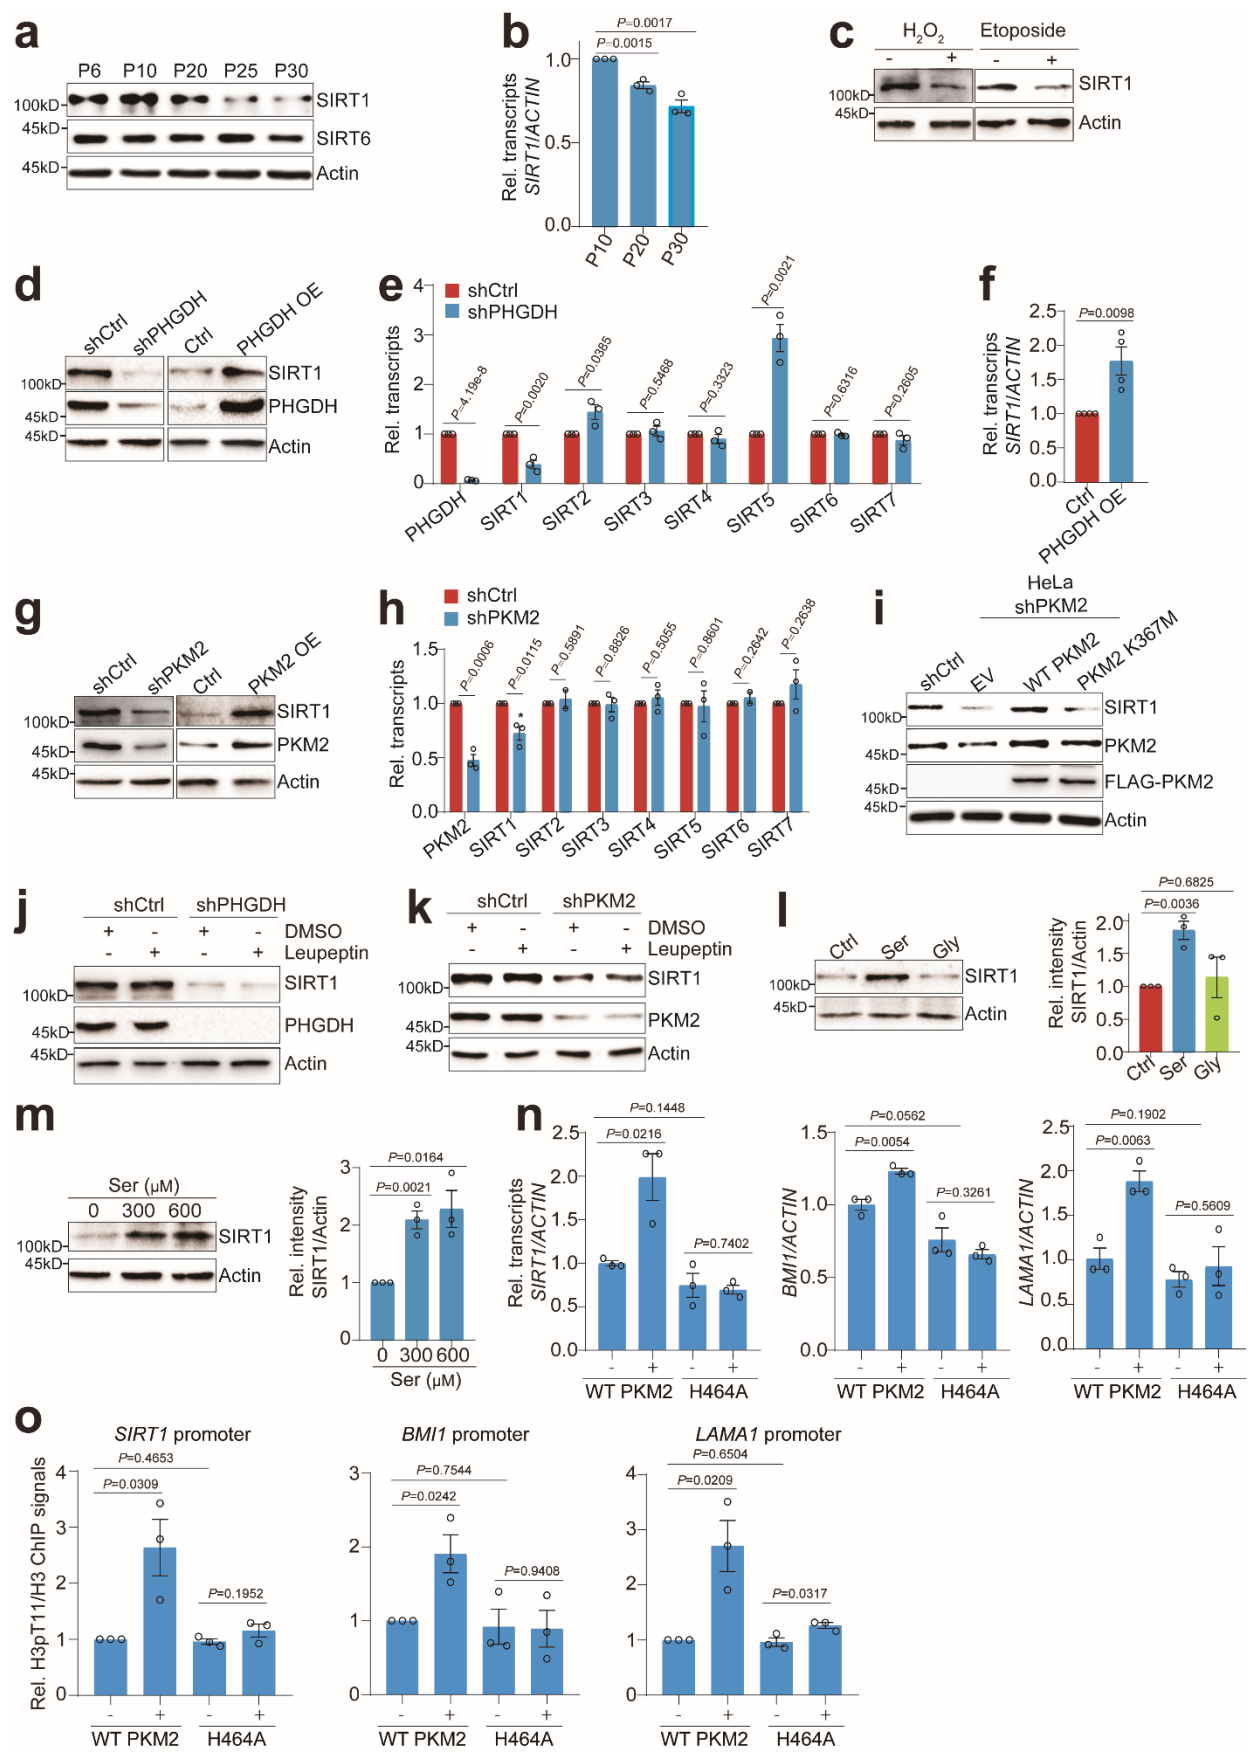 a
P6 P10 P20 P25 P30
100kD
SIRT1
45kD
SIRT6
45kD
Actin
b
P=0.0017
P=0.0015
Rel. transcripts
SIRT1/ACTIN
1.0
0.5
0.0
P10
P20
P30
c
H2O2 Etoposide
- + - +
100kD
SIRT1
45kD
Actin
d
shCtrl
shPHGDH
Ctrl
PHGDH OE
100kD
SIRT1
45kD
PHGDH
45kD
Actin
e
shCtrl
shPHGDH
Rel. transcripts
4
3
2
1
0
P=4.19e-8
P=0.0020
P=0.0385
P=0.5468
P=0.3323
P=0.0021
P=0.6316
P=0.2605
PHGDH
SIRT1
SIRT2
SIRT3
SIRT4
SIRT5
SIRT6
SIRT7
f
P=0.0098
Rel. transcrips
SIRT1/ACTIN
2.5
2.0
1.5
1.0
0.5
0.0
Ctrl
PHGDH OE
g
shCtrl
shPKM2
Ctrl
PKM2 OE
100kD
SIRT1
45kD
PKM2
45kD
Actin
h
shCtrl
shPKM2
Rel. transcripts
1.5
1.0
0.5
0.0
P=0.0006
P=0.0115
P=0.5891
P=0.8826
P=0.5055
P=0.8601
P=0.2642
P=0.2638
*
PKM2
SIRT1
SIRT2
SIRT3
SIRT4
SIRT5
SIRT6
SIRT7
i
HeLa
shPKM2
shCtrl
EV
WT PKM2
PKM2 K367M
100kD
SIRT1
45kD
PKM2
45kD
FLAG-PKM2
45kD
Actin
j
shCtrl shPHGDH
+ - + - DMSO
- + - + Leupeptin
100kD
SIRT1
45kD
PHGDH
45kD
Actin
k
shCtrl shPKM2
+ - + - DMSO
- + - + Leupeptin
100kD
SIRT1
45kD
PKM2
45kD
Actin
l
Ctrl Ser Gly
100kD
SIRT1
45kD
Actin
P=0.6825
P=0.0036
Rel. intensity
SIRT1/Actin
2.0
1.5
1.0
0.0
Ctrl
Ser
Gly
m
Ser (μM)
0 300 600
100kD
SIRT1
45kD
Actin
P=0.0164
P=0.0021
Rel. intensity
SIRT1/Actin
3
2
1
0
0 300 600
Ser (μM)
n
P=0.1448
P=0.0216
P=0.7402
Rel. transcripts
SIRT1/ACTIN
2.5
2.0
1.5
1.0
0.5
0.0
- + - +
WT PKM2 H464A
P=0.0562
P=0.0054
P=0.3261
BMI1/ACTIN
1.5
1.0
0.5
0.0
- + - +
WT PKM2 H464A
P=0.1902
P=0.0063
P=0.5609
LAMA1/ACTIN
2.5
2.0
1.5
1.0
0.5
0.0
- + - +
WT PKM2 H464A
o
SIRT1 promoter
P=0.4653
P=0.0309
P=0.1952
Rel. H3pT11/H3 ChIP signals
4
3
2
1
0
- + - +
WT PKM2 H464A
BMI1 promoter
P=0.7544
P=0.0242
P=0.9408
3
2
1
0
- + - +
WT PKM2 H464A
LAMA1 promoter
P=0.6504
P=0.0209
P=0.0317
4
3
2
1
0
- + - +
WT PKM2 H464A